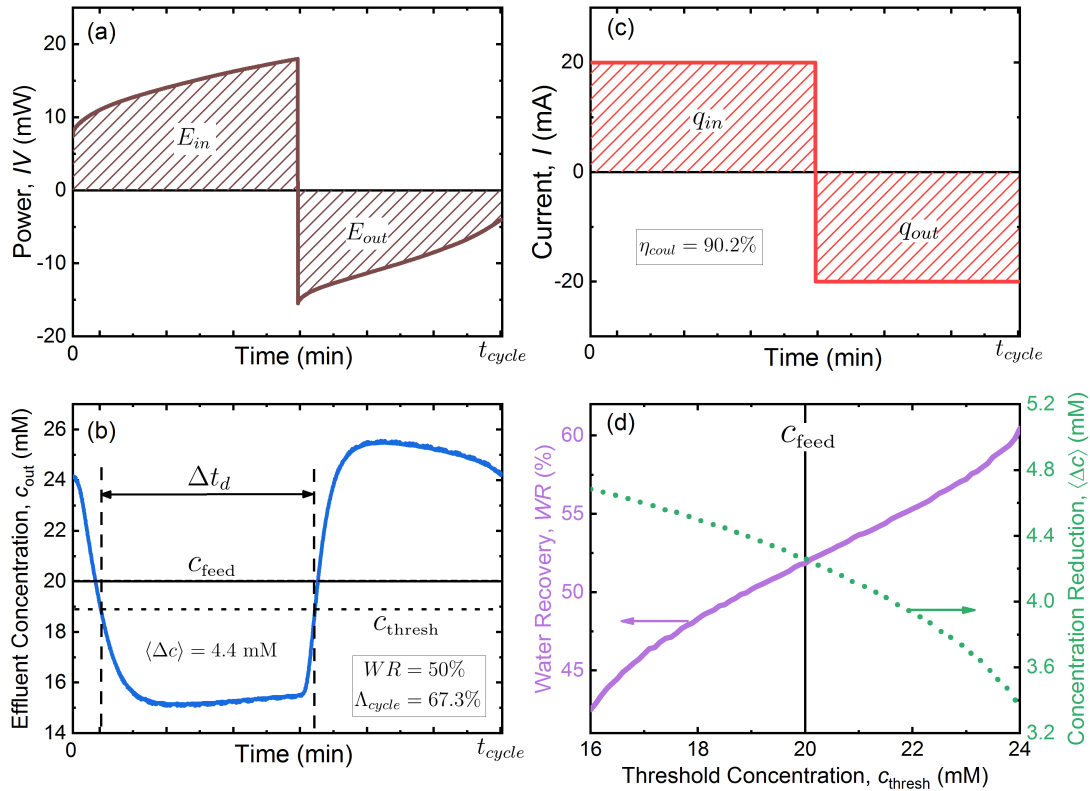 (a)
Power, IV (mW)
20
10
0
-10
-20
E_in
E_out
0
Time (min)
t_cycle
(c)
Current, I (mA)
20
0
-20
q_in
q_out
η_coul = 90.2%
0
Time (min)
t_cycle
(b)
Effluent Concentration, c_out (mM)
26
24
22
20
18
16
14
Δt_d
c_feed
c_thresh
⟨Δc⟩ = 4.4 mM
WR = 50%
Λ_cycle = 67.3%
0
Time (min)
t_cycle
(d)
Water Recovery, WR (%)
60
55
50
45
c_feed
5.2
4.8
4.4
4.0
3.6
3.2
Concentration Reduction, ⟨Δc⟩ (mM)
16
18
20
22
24
Threshold Concentration, c_thresh (mM)